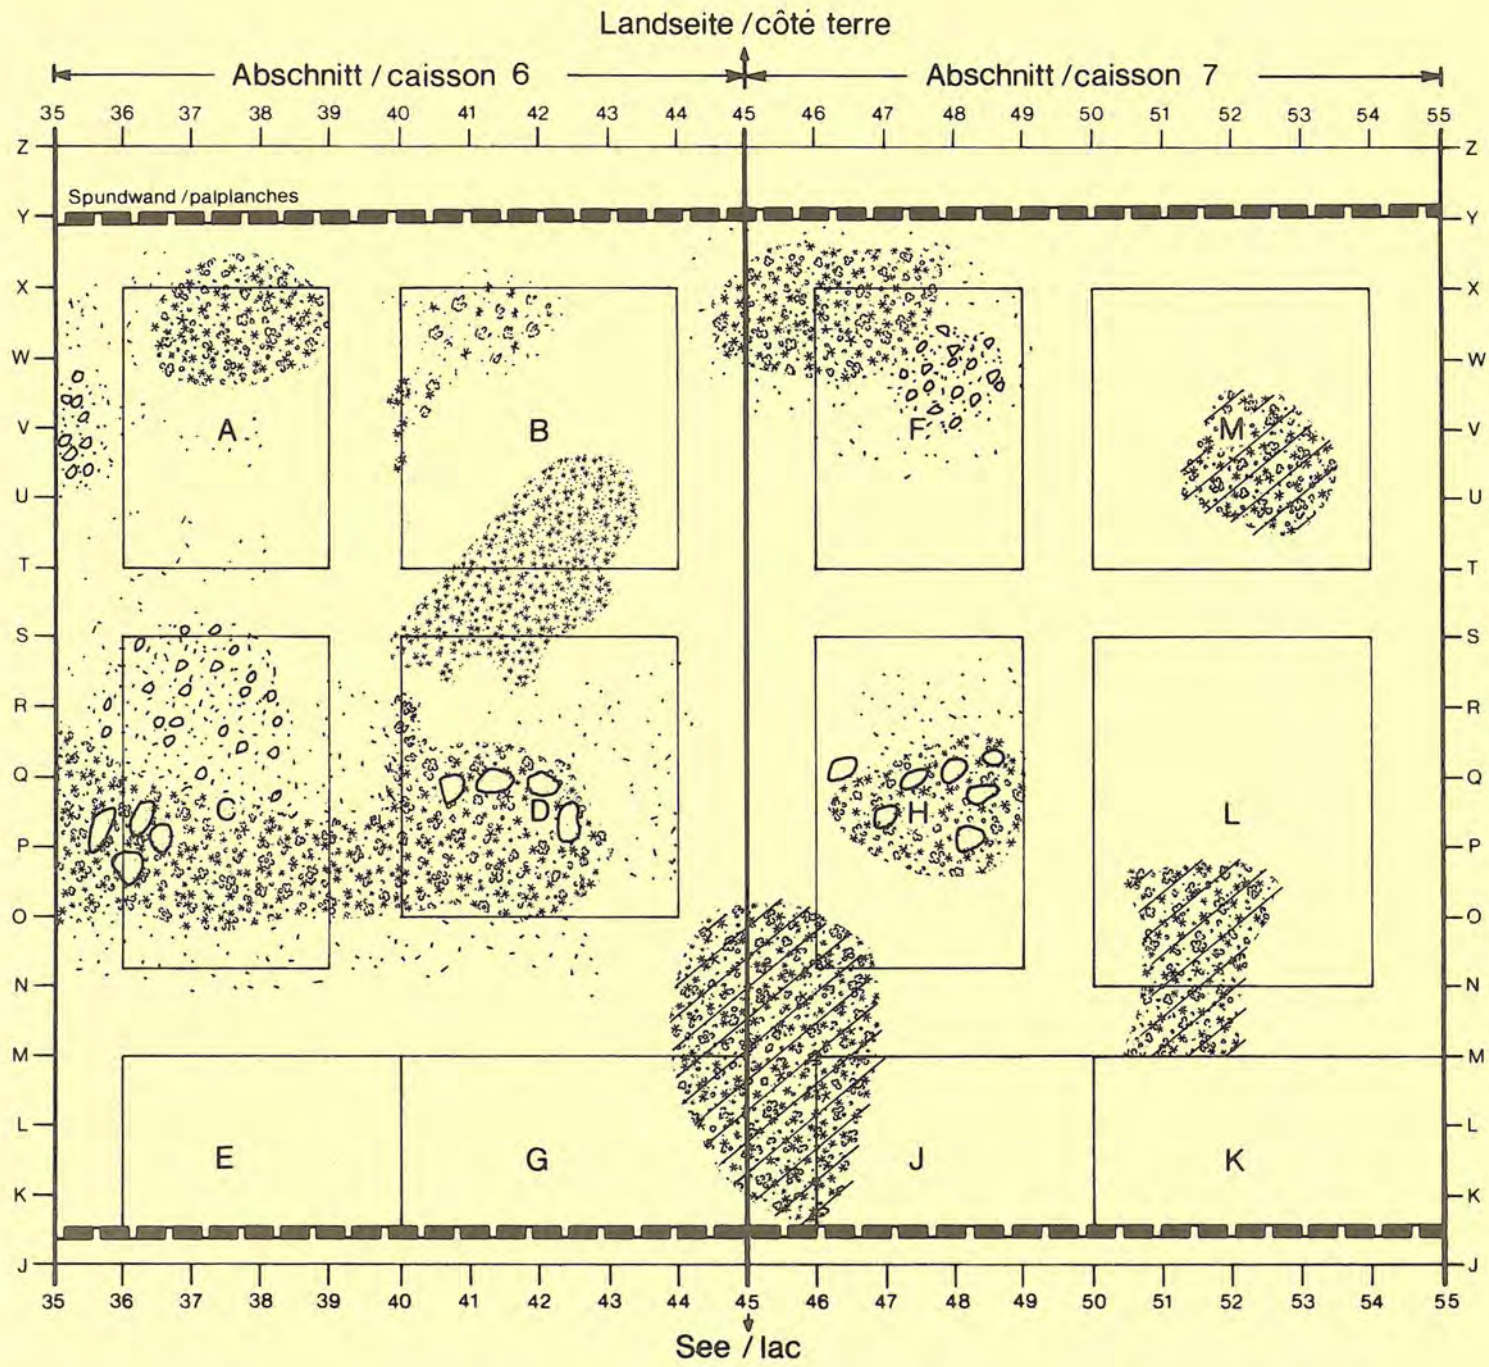 Landseite / côté terre
Abschnitt / caisson 6 Abschnitt / caisson 7
35 36 37 38 39 40 41 42 43 44 45 46 47 48 49 50 51 52 53 54 55
Z Z
Spundwand / palplanches
Y Y
X X
W W
A B F M
V V
U U
T T
S S
R R
Q Q
C D H L
P P
O O
N N
M M
L L
E G J K
K K
J J
35 36 37 38 39 40 41 42 43 44 45 46 47 48 49 50 51 52 53 54 55
See / lac